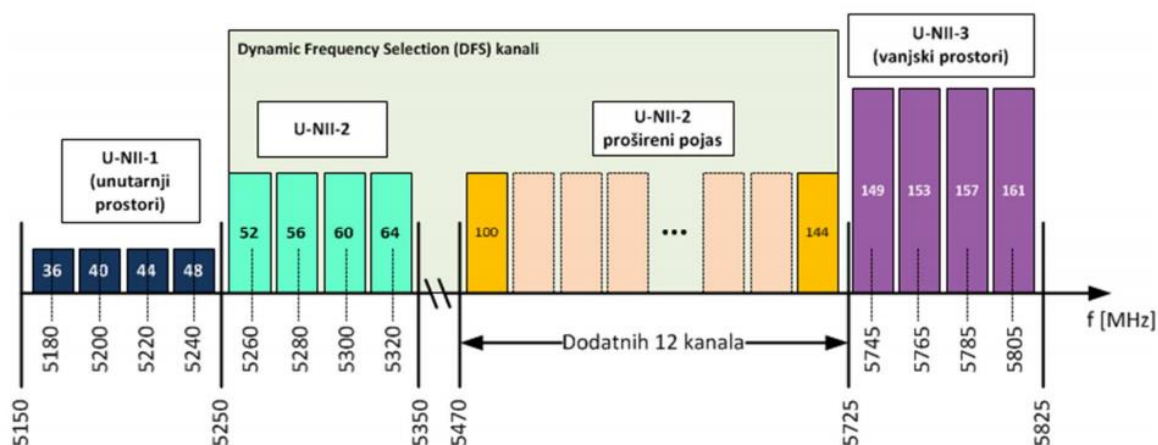 Dynamic Frequency Selection (DFS) kanali
U-NII-3
(vanjski prostori)
U-NII-2
U-NII-2
prošireni pojas
U-NII-1
(unutarnji
prostori)
36 40 44 48
52 56 60 64
100 ... 144
149 153 157 161
f [MHz]
5180 5200 5220 5240 5260 5280 5300 5320
Dodatnih 12 kanala
5745 5765 5785 5805
5150 5250 5350 5470 5725 5825